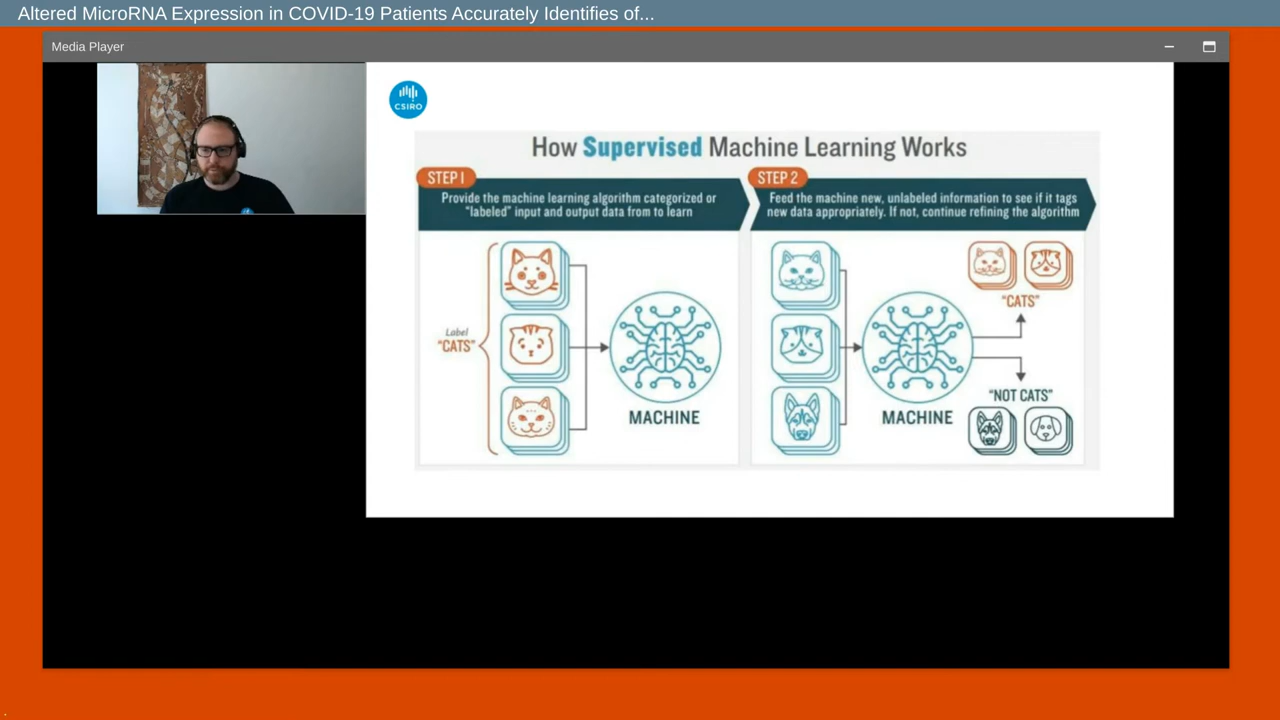 Altered MicroRNA Expression in COVID-19 Patients Accurately Identifies of...
Media Player
CSIRO
How Supervised Machine Learning Works
STEP 1
Provide the machine learning algorithm categorized or
"labeled" input and output data from to learn
STEP 2
Feed the machine new, unlabeled information to see if it tags
new data appropriately. If not, continue refining the algorithm
Label
"CATS"
MACHINE
MACHINE
"CATS"
"NOT CATS"